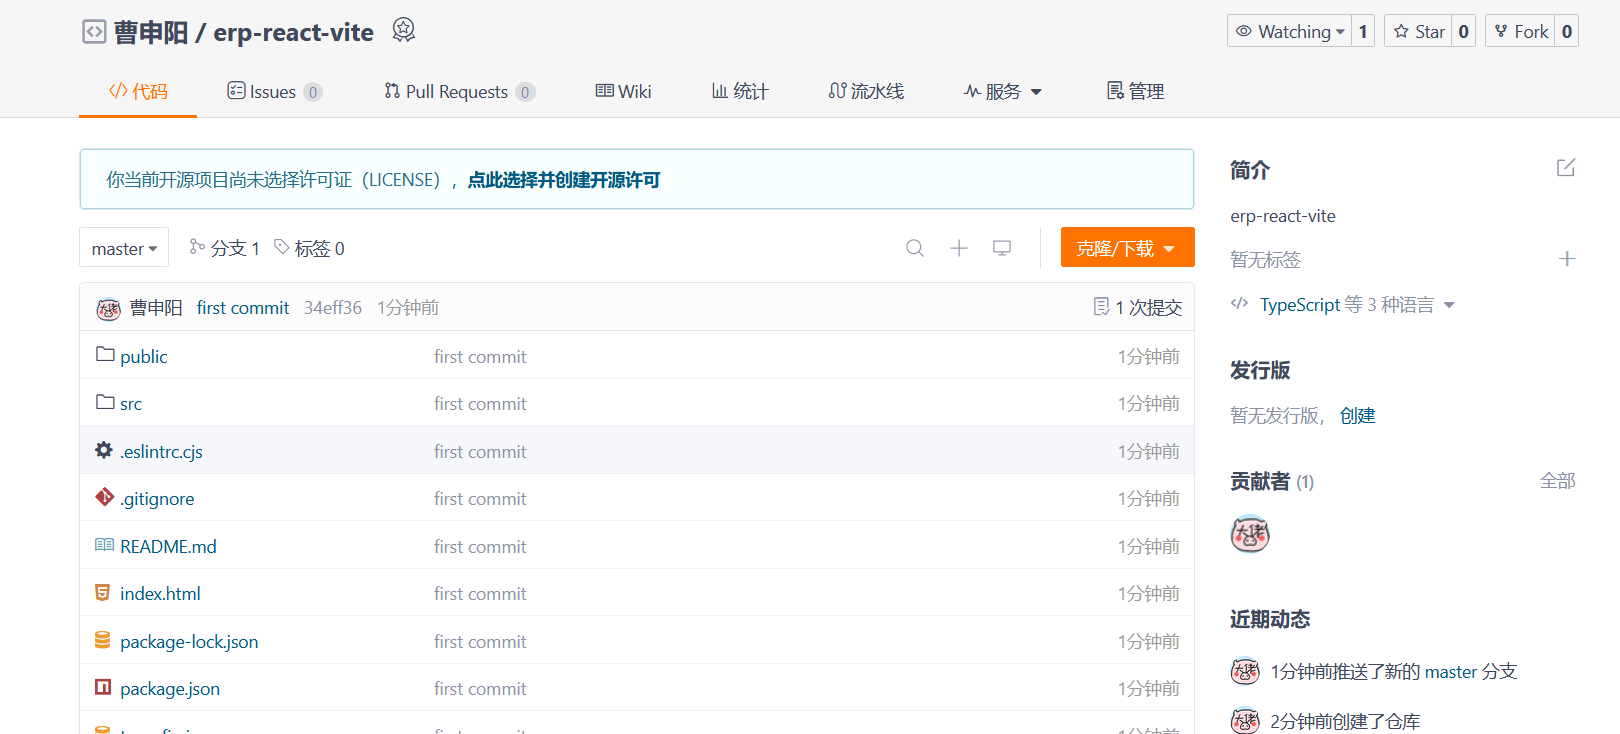 曹申阳 / erp-react-vite
Watching 1 Star 0 Fork 0
代码 Issues 0 Pull Requests 0 Wiki 统计 流水线 服务 管理
你当前开源项目尚未选择许可证（LICENSE），点此选择并创建开源许可
master 分支 1 标签 0 克隆/下载
曹申阳 first commit 34eff36 1分钟前 1 次提交
public first commit 1分钟前
src first commit 1分钟前
.eslintrc.cjs first commit 1分钟前
.gitignore first commit 1分钟前
README.md first commit 1分钟前
index.html first commit 1分钟前
package-lock.json first commit 1分钟前
package.json first commit 1分钟前
简介
erp-react-vite
暂无标签
TypeScript 等 3 种语言
发行版
暂无发行版，创建
贡献者 (1) 全部
大佬
近期动态
大佬 1分钟前推送了新的 master 分支
大佬 2分钟前创建了仓库